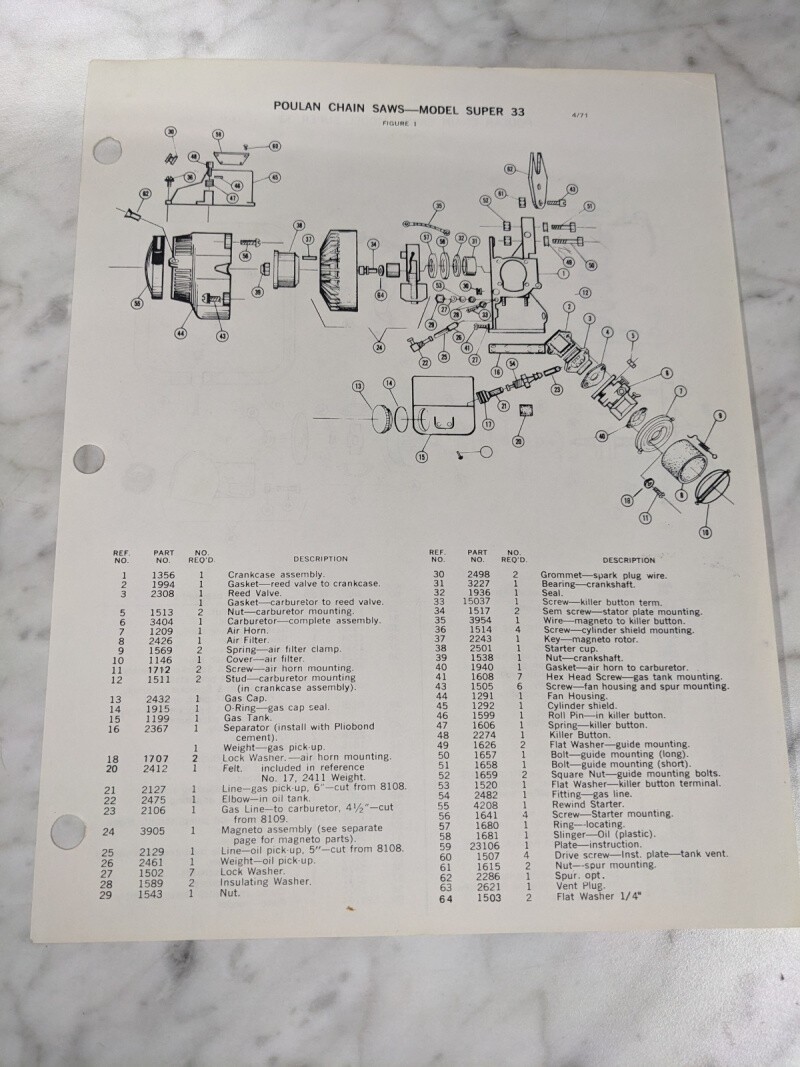 POULAN CHAIN SAWS—MODEL SUPER 33
4/71
FIGURE 1
REF. NO. PART NO. NO. REQ'D. DESCRIPTION
1 1356 1 Crankcase assembly.
2 1994 1 Gasket—reed valve to crankcase.
3 2308 1 Reed Valve.
1 Gasket—carburetor to reed valve.
5 1513 2 Nut—carburetor mounting.
6 3404 1 Carburetor—complete assembly.
7 1209 1 Air Horn.
8 2426 1 Air Filter.
9 1569 2 Spring—air filter clamp.
10 1146 1 Cover—air filter.
11 1712 2 Screw—air horn mounting.
12 1511 2 Stud—carburetor mounting
(in crankcase assembly).
13 2432 1 Gas Cap.
14 1915 1 O-Ring—gas cap seal.
15 1199 1 Gas Tank.
16 2367 1 Separator (install with Pliobond
cement).
1 Weight—gas pick-up.
18 1707 2 Lock Washer.—air horn mounting.
20 2412 1 Felt. included in reference
No. 17, 2411 Weight.
21 2127 1 Line—gas pick-up, 6"—cut from 8108.
22 2475 1 Elbow—in oil tank.
23 2106 1 Gas Line—to carburetor, 4½"—cut
from 8109.
24 3905 1 Magneto assembly (see separate
page for magneto parts).
25 2129 1 Line—oil pick-up, 5"—cut from 8108.
26 2461 1 Weight—oil pick-up.
27 1502 7 Lock Washer.
28 1589 2 Insulating Washer.
29 1543 1 Nut.
REF. NO. PART NO. NO. REQ'D. DESCRIPTION
30 2498 2 Grommet—spark plug wire.
31 3227 1 Bearing—crankshaft.
32 1936 1 Seal.
33 15037 1 Screw—killer button term.
34 1517 2 Sem screw—stator plate mounting.
35 3954 1 Wire—magneto to killer button.
36 1514 4 Screw—cylinder shield mounting.
37 2243 1 Key—magneto rotor.
38 2501 1 Starter cup.
39 1538 1 Nut—crankshaft.
40 1940 1 Gasket—air horn to carburetor.
41 1608 7 Hex Head Screw—gas tank mounting.
43 1505 6 Screw—fan housing and spur mounting.
44 1291 1 Fan Housing.
45 1292 1 Cylinder shield.
46 1599 1 Roll Pin—in killer button.
47 1606 1 Spring—killer button.
48 2274 1 Killer Button.
49 1626 2 Flat Washer—guide mounting.
50 1657 1 Bolt—guide mounting (long).
51 1658 1 Bolt—guide mounting (short).
52 1659 2 Square Nut—guide mounting bolts.
53 1520 1 Flat Washer—killer button terminal.
54 2482 1 Fitting—gas line.
55 4208 1 Rewind Starter.
56 1641 4 Screw—Starter mounting.
57 1680 1 Ring—locating.
58 1681 1 Slinger—Oil (plastic).
59 23106 1 Plate—instruction.
60 1507 4 Drive screw—Inst. plate—tank vent.
61 1615 2 Nut—spur mounting.
62 2286 1 Spur. opt.
63 2621 1 Vent Plug.
64 1503 2 Flat Washer 1/4"